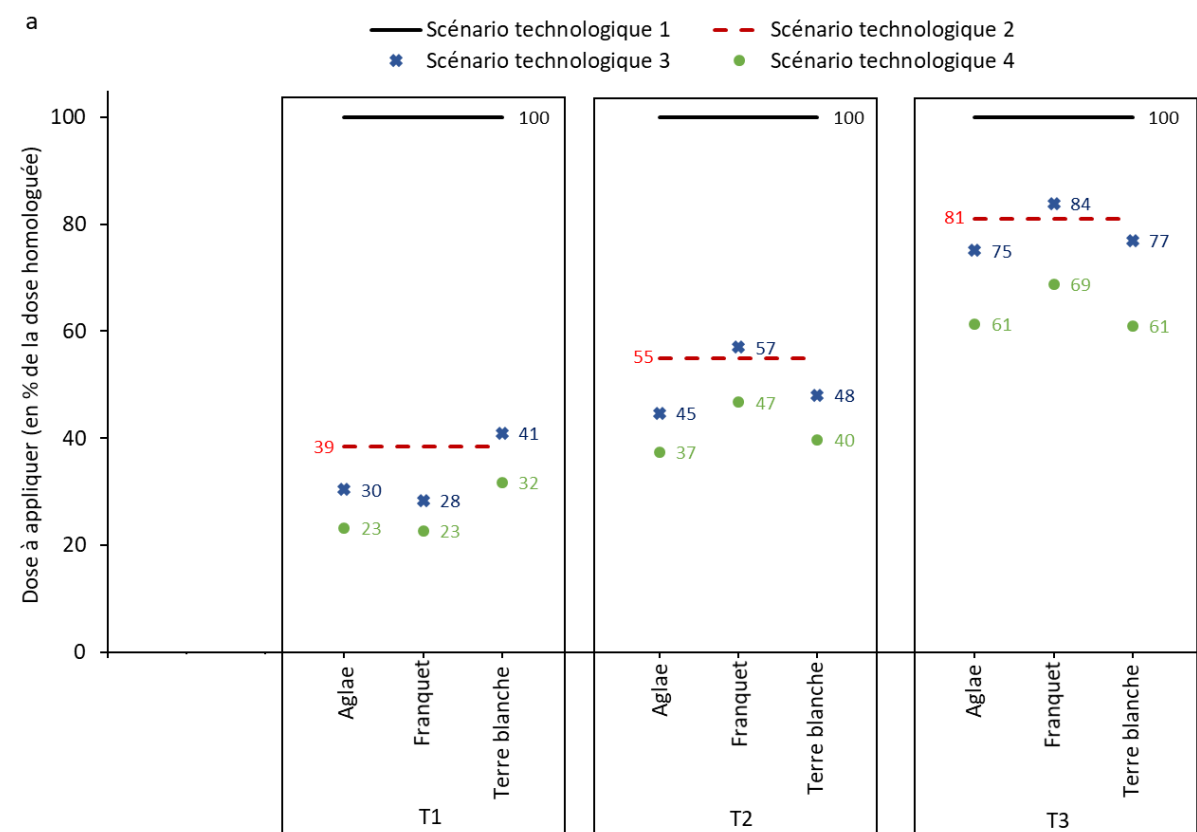 a
Scénario technologique 1
Scénario technologique 2
Scénario technologique 3
Scénario technologique 4
Dose à appliquer (en % de la dose homologuée)
100
80
60
40
20
0
100
39
41
30
28
32
23
23
Aglae
Franquet
Terre blanche
T1
100
55
57
45
48
47
37
40
Aglae
Franquet
Terre blanche
T2
100
81
84
75
77
69
61
61
Aglae
Franquet
Terre blanche
T3